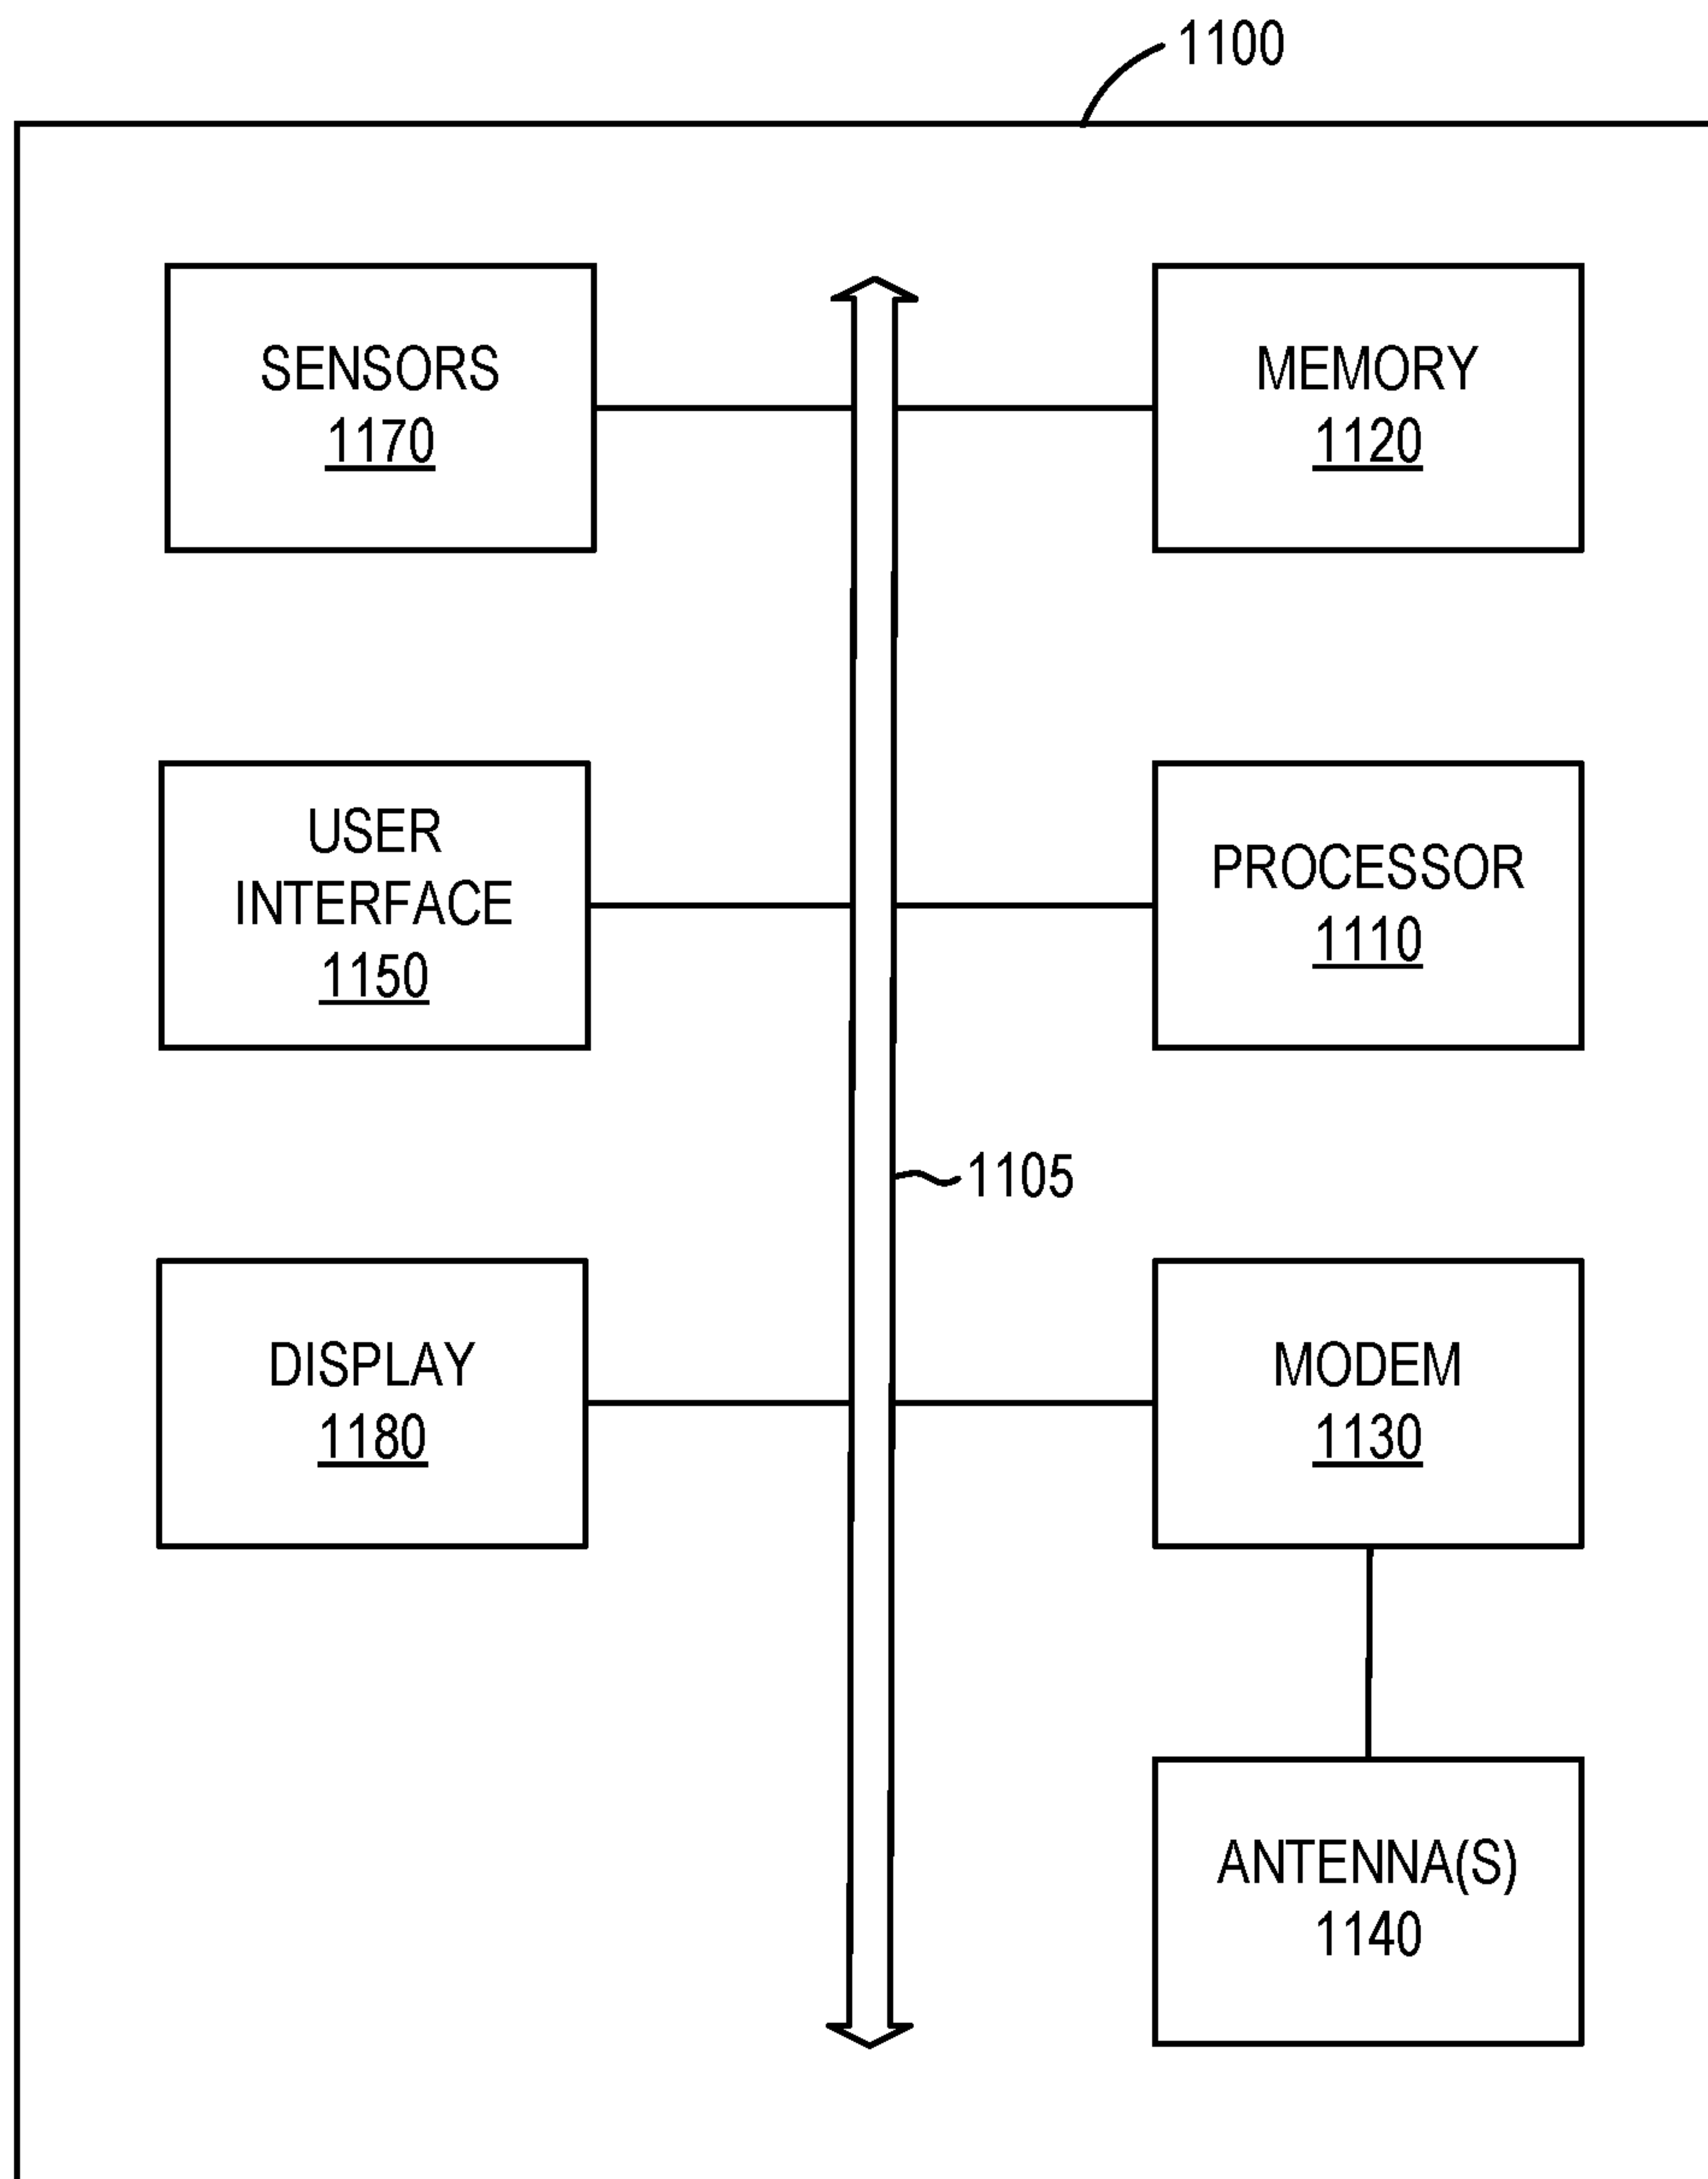 1100
SENSORS
1170
MEMORY
1120
USER
INTERFACE
1150
PROCESSOR
1110
1105
DISPLAY
1180
MODEM
1130
ANTENNA(S)
1140